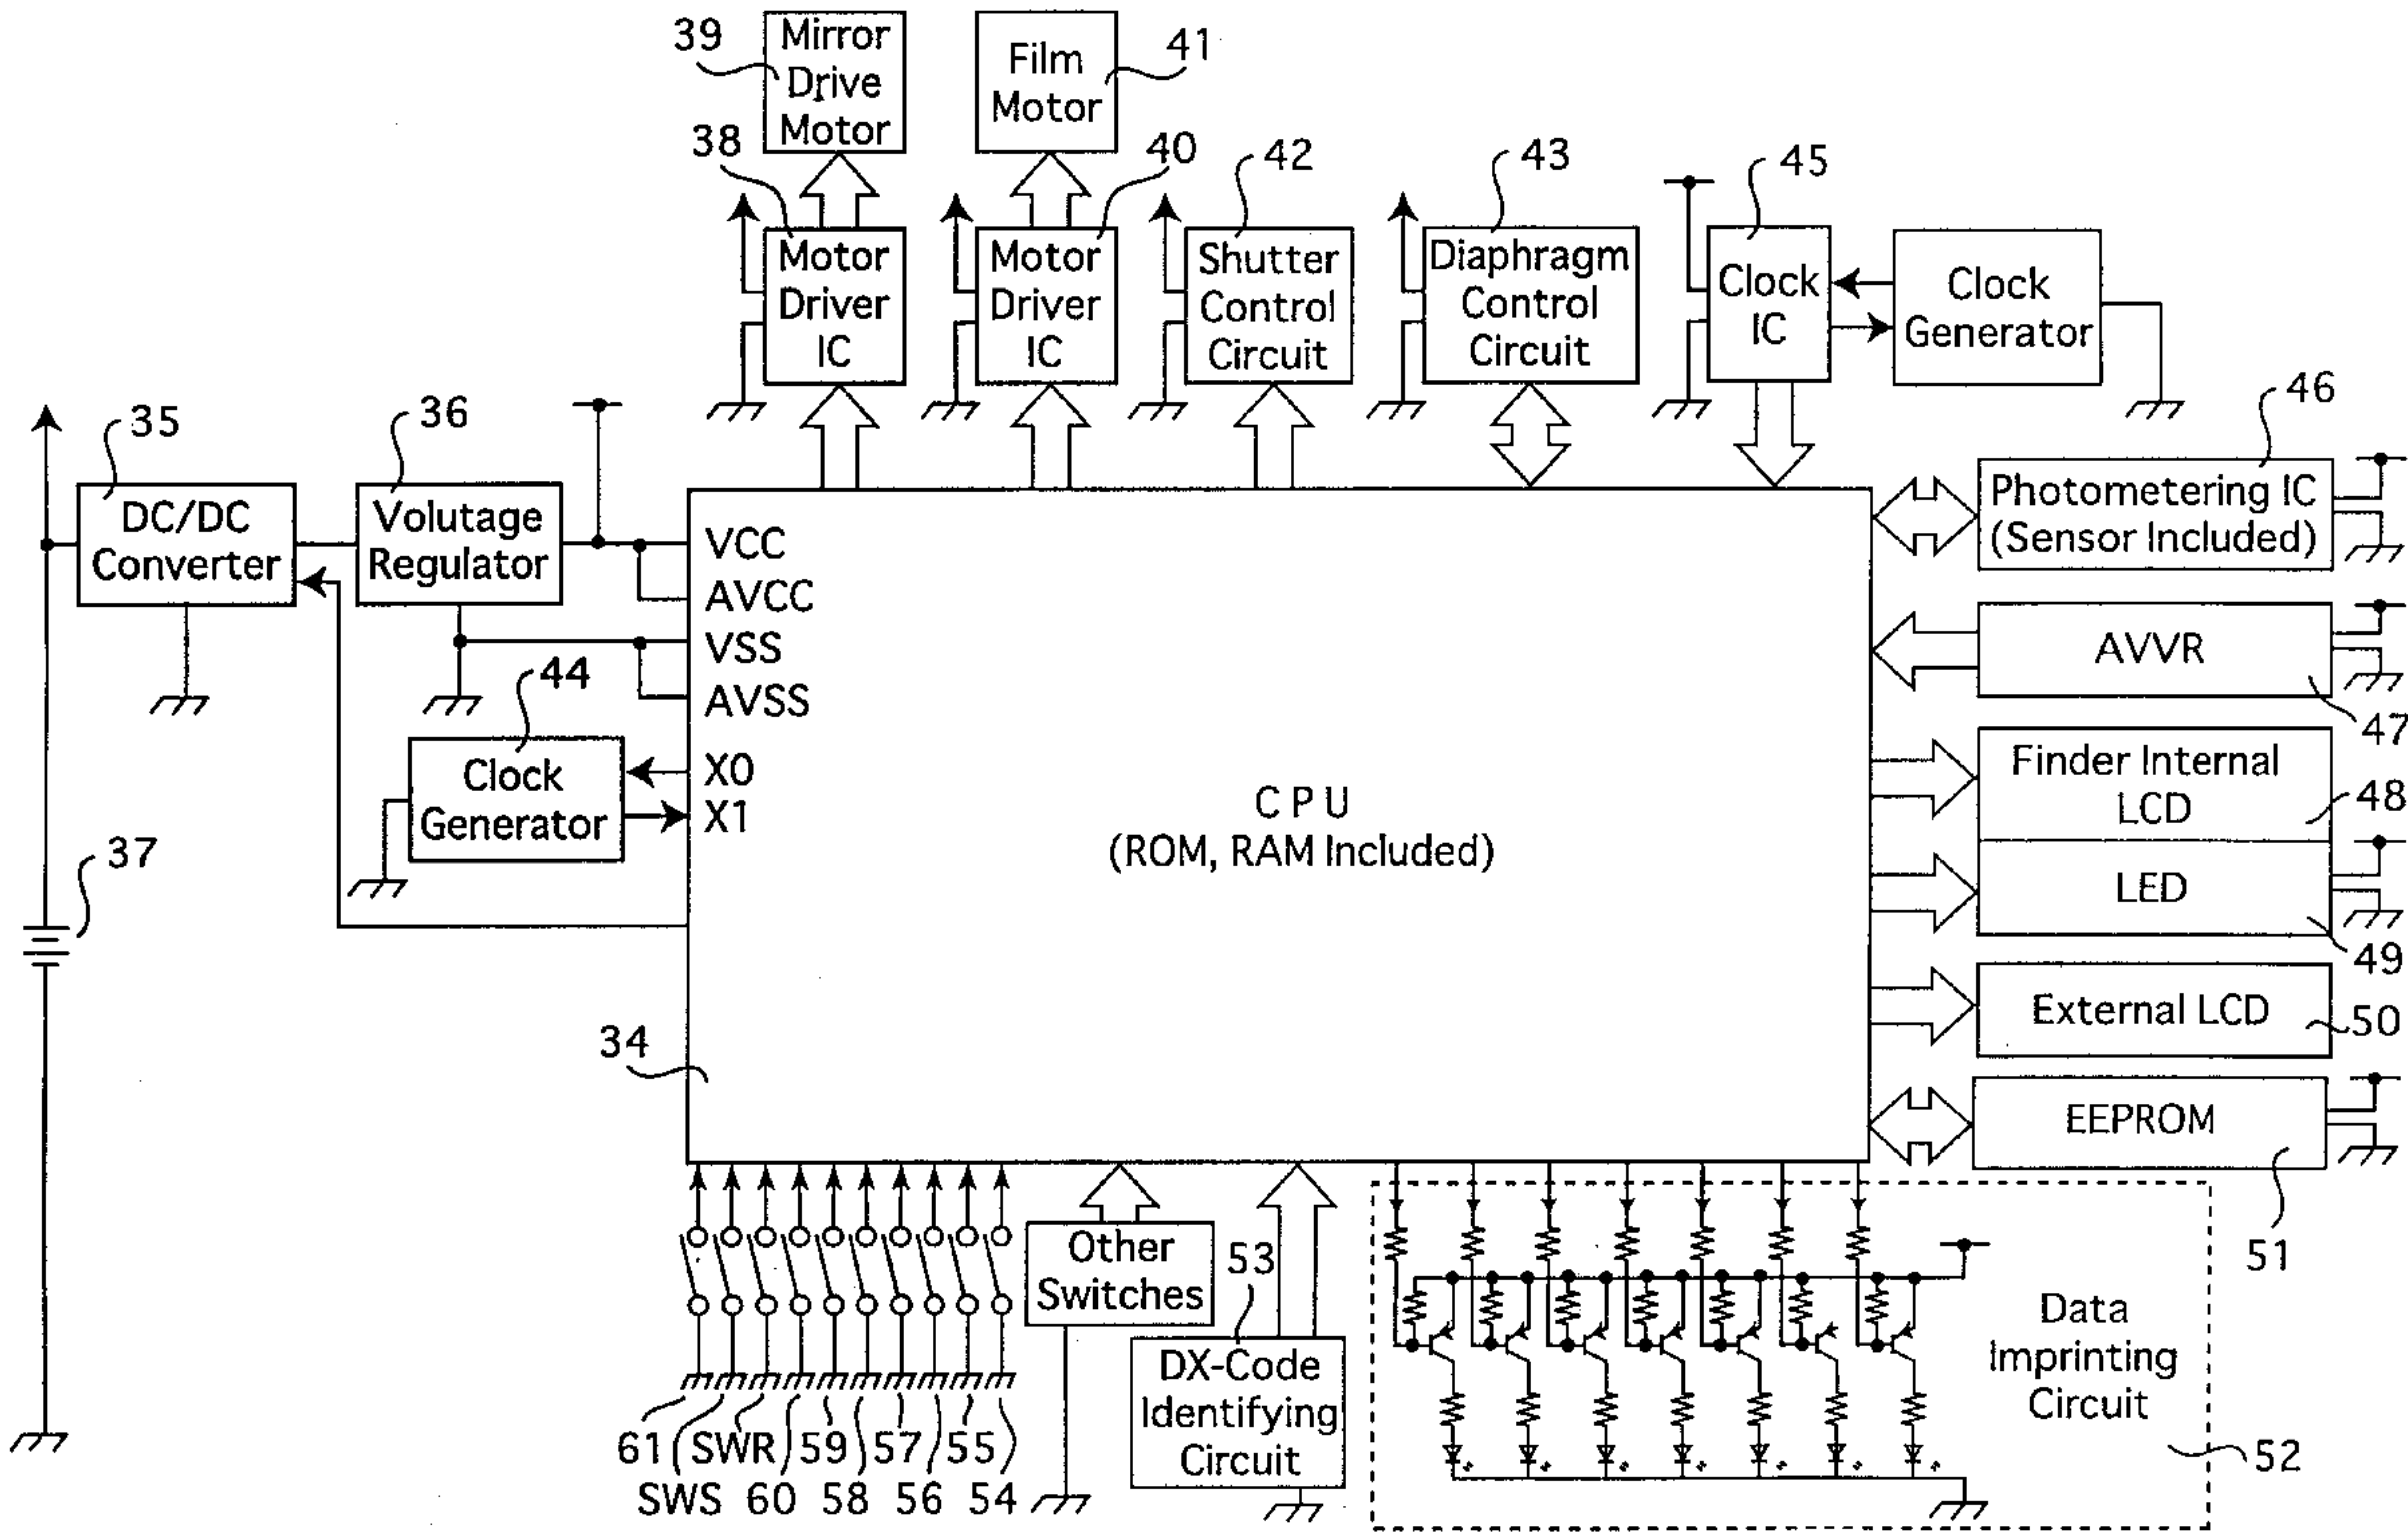 39
Mirror
Drive
Motor
Film
Motor
41
38
40
42
43
45
Motor
Driver
IC
Motor
Driver
IC
Shutter
Control
Circuit
Diaphragm
Control
Circuit
Clock
IC
Clock
Generator
35
36
46
DC/DC
Converter
Volutage
Regulator
VCC
AVCC
VSS
AVSS
X0
X1
Photometering IC
(Sensor Included)
AVVR
47
44
Clock
Generator
C P U
(ROM, RAM Included)
Finder Internal
LCD
48
LED
49
37
External LCD
50
34
EEPROM
51
Other
Switches
53
DX-Code
Identifying
Circuit
Data
Imprinting
Circuit
52
61 SWR 59 57 55
SWS 60 58 56 54